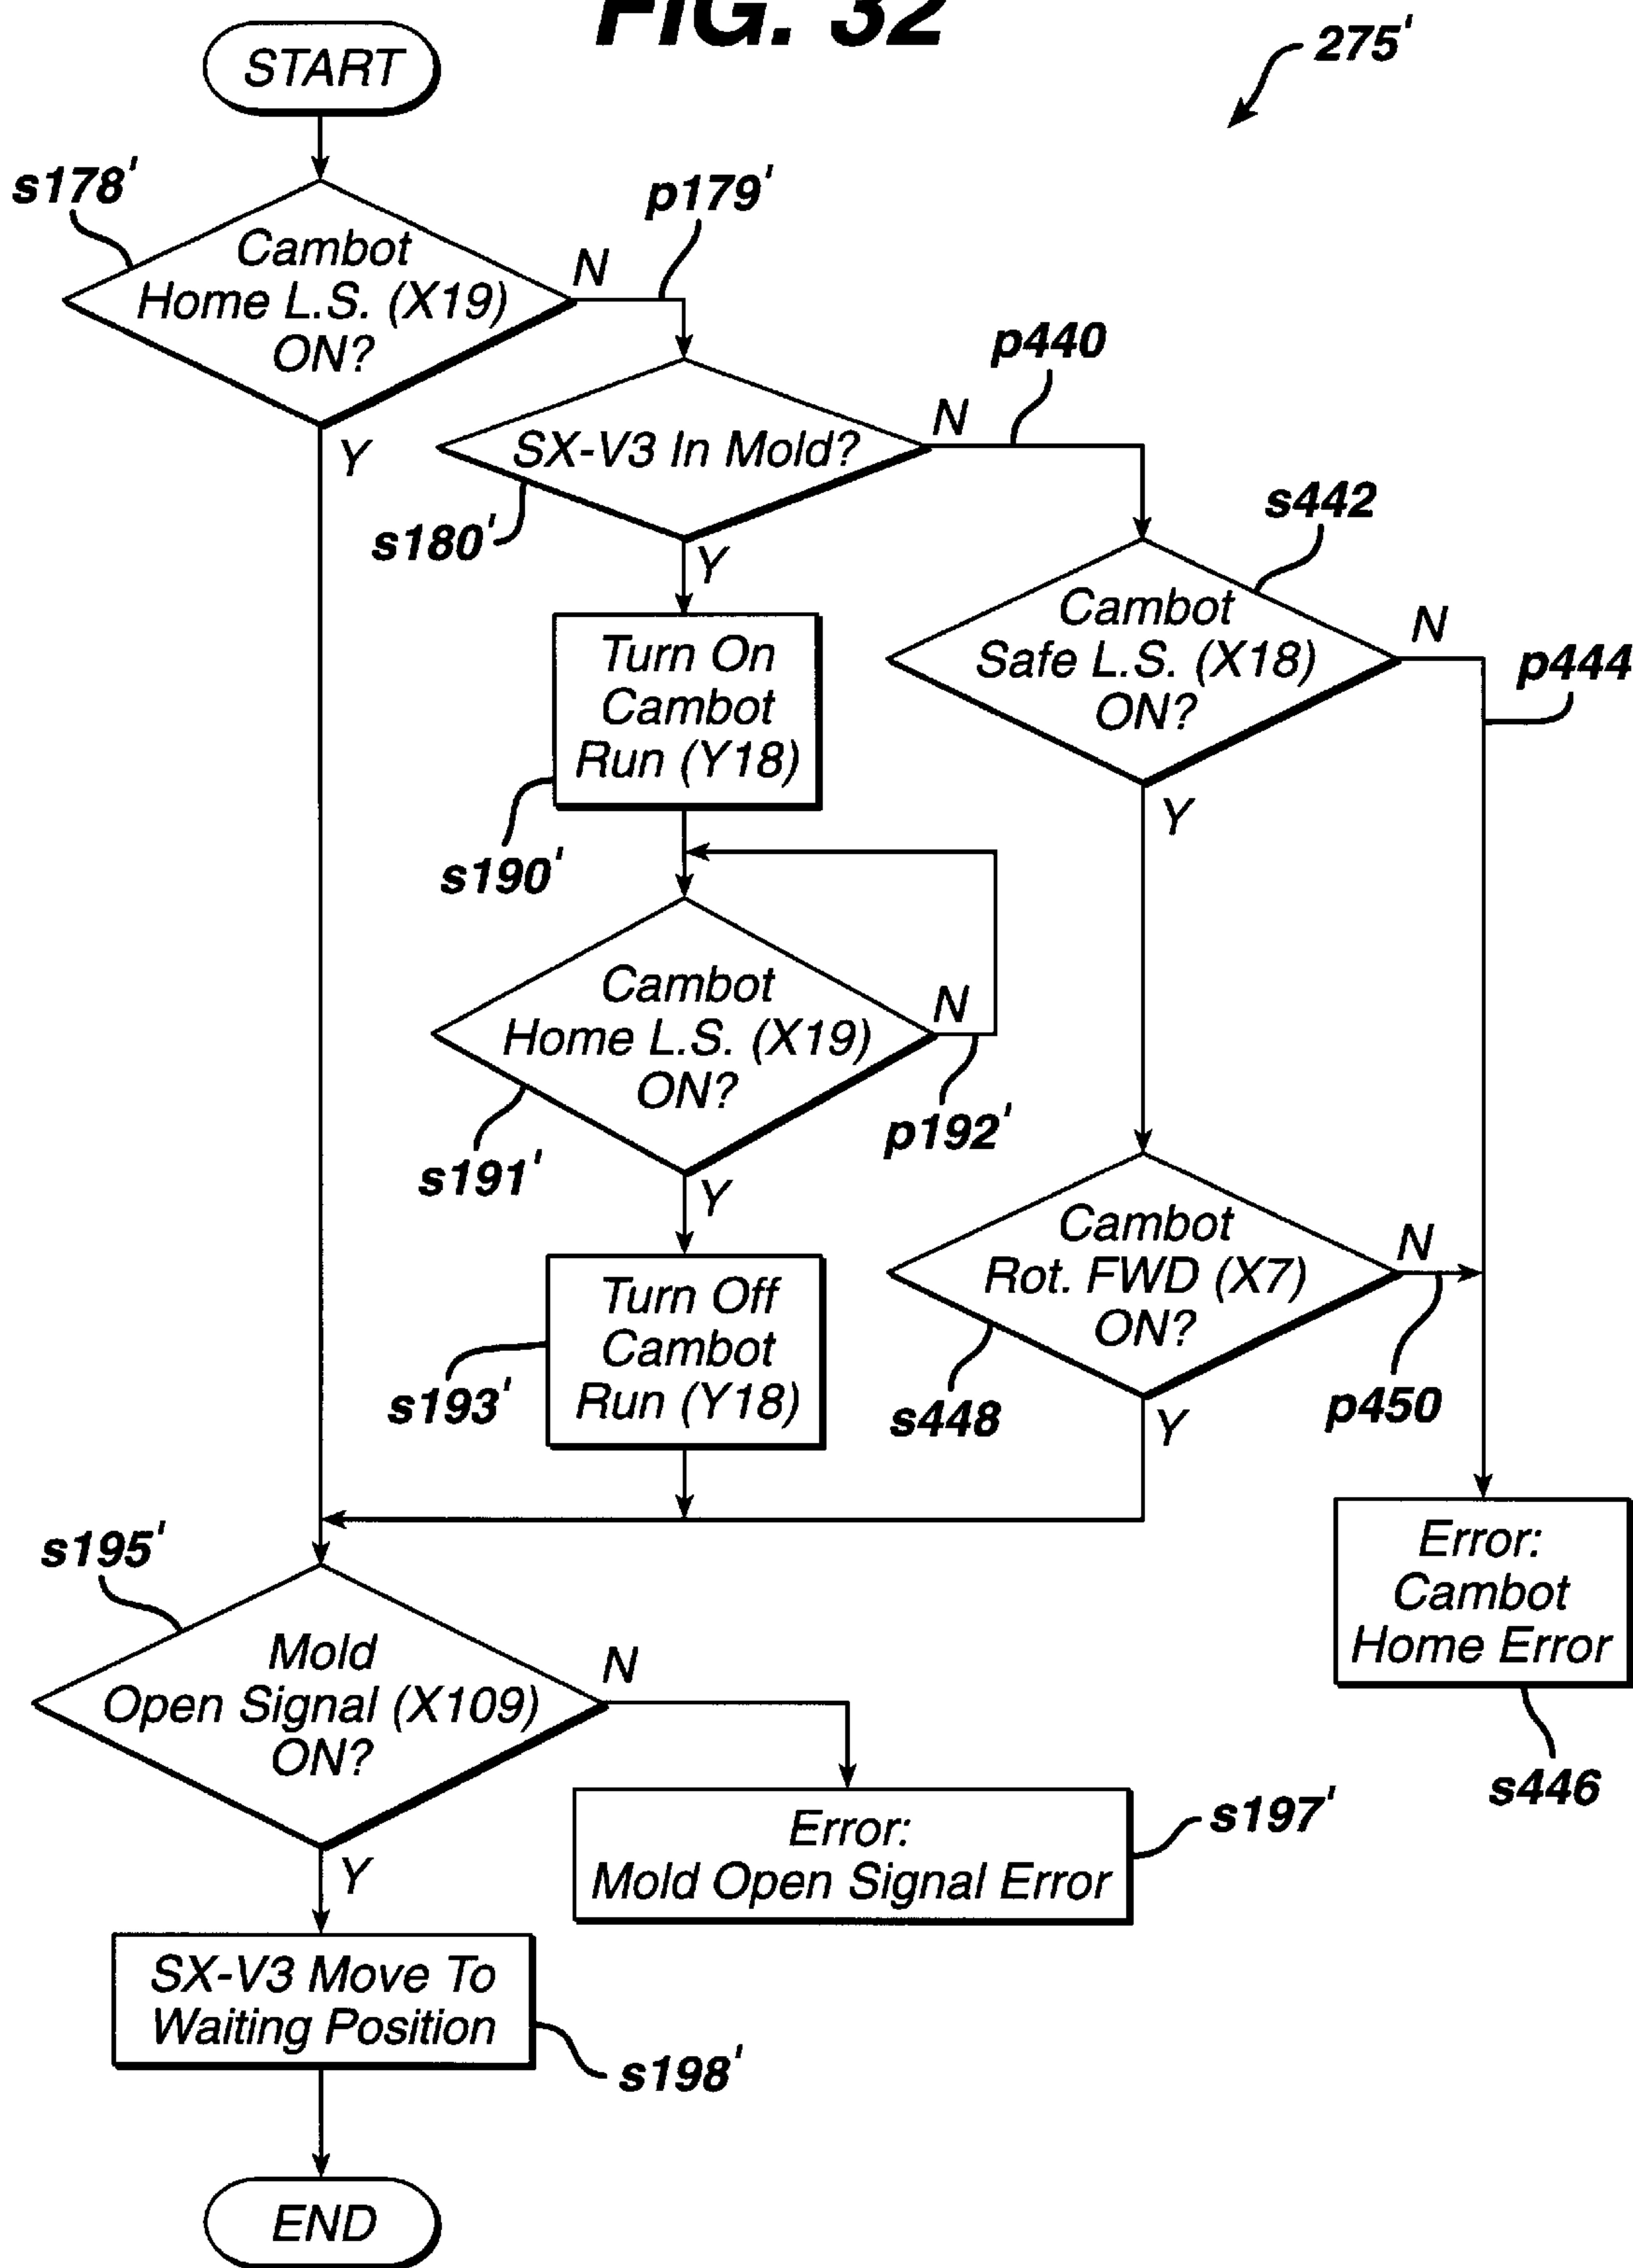 FIG. 32
275'
START
s178'
Cambot
Home L.S. (X19)
ON?
N
p179'
Y
SX-V3 In Mold?
N
p440
s180'
Y
s442
Cambot
Safe L.S. (X18)
ON?
N
p444
Y
Turn On
Cambot
Run (Y18)
s190'
Cambot
Home L.S. (X19)
ON?
N
p192'
s191'
Y
Cambot
Rot. FWD (X7)
ON?
N
p450
s448
Y
Turn Off
Cambot
Run (Y18)
s193'
Error:
Cambot
Home Error
s446
s195'
Mold
Open Signal (X109)
ON?
N
Y
Error:
Mold Open Signal Error
s197'
SX-V3 Move To
Waiting Position
s198'
END